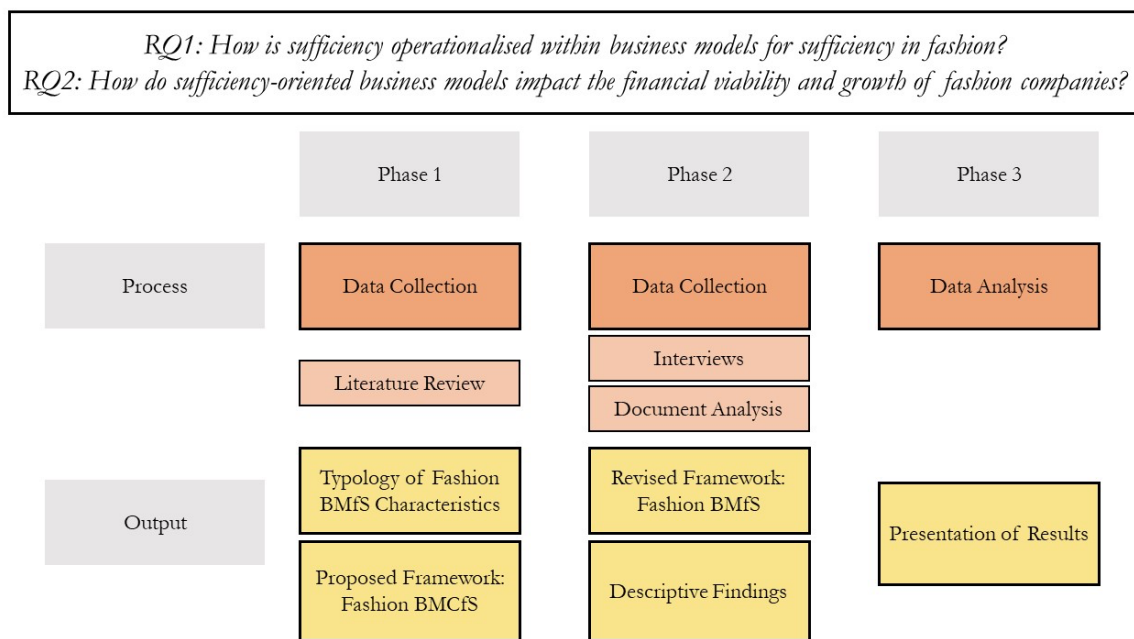 RQ1: How is sufficiency operationalised within business models for sufficiency in fashion?
RQ2: How do sufficiency-oriented business models impact the financial viability and growth of fashion companies?
Phase 1
Phase 2
Phase 3
Process
Data Collection
Data Collection
Data Analysis
Literature Review
Interviews
Document Analysis
Output
Typology of Fashion
BMfS Characteristics
Revised Framework:
Fashion BMfS
Presentation of Results
Proposed Framework:
Fashion BMCfS
Descriptive Findings